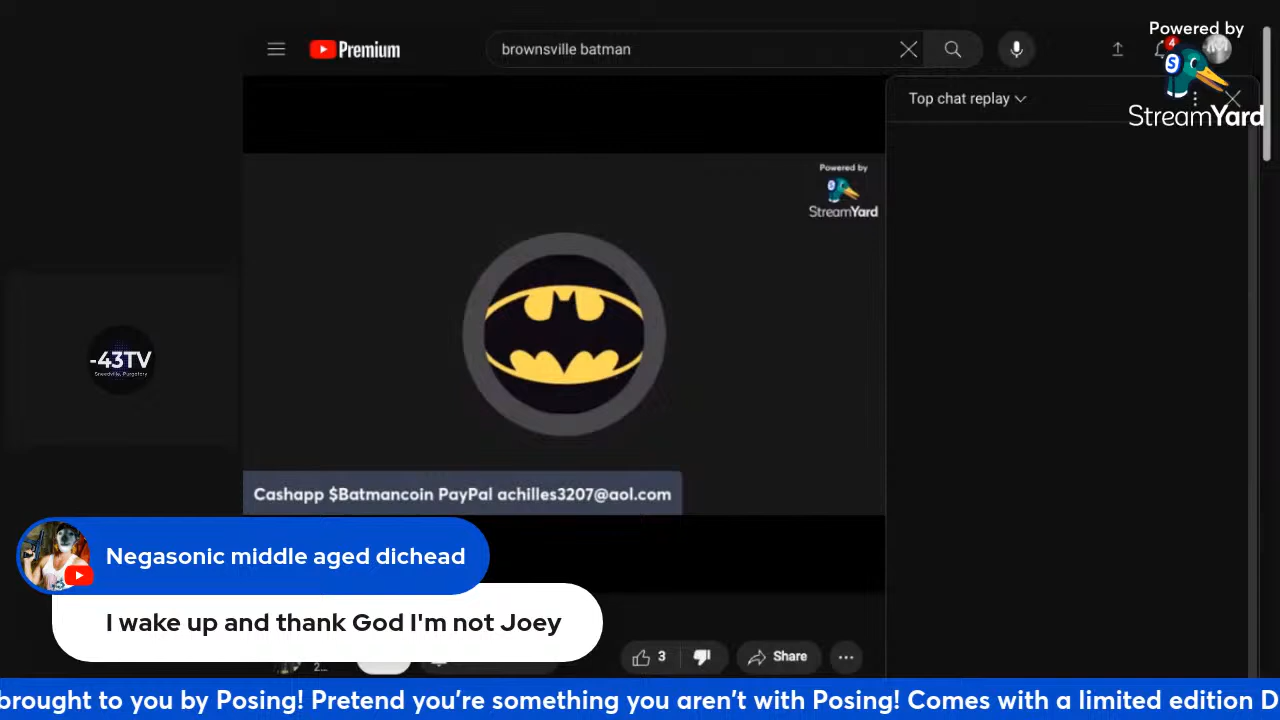 Powered by
StreamYard
Premium
brownsville batman
4
Top chat replay
Powered by
StreamYard
-43TV
Cashapp $Batmancoin PayPal achilles3207@aol.com
Negasonic middle aged dichead
I wake up and thank God I'm not Joey
2...
3
Share
brought to you by Posing! Pretend you're something you aren't with Posing! Comes with a limited edition D